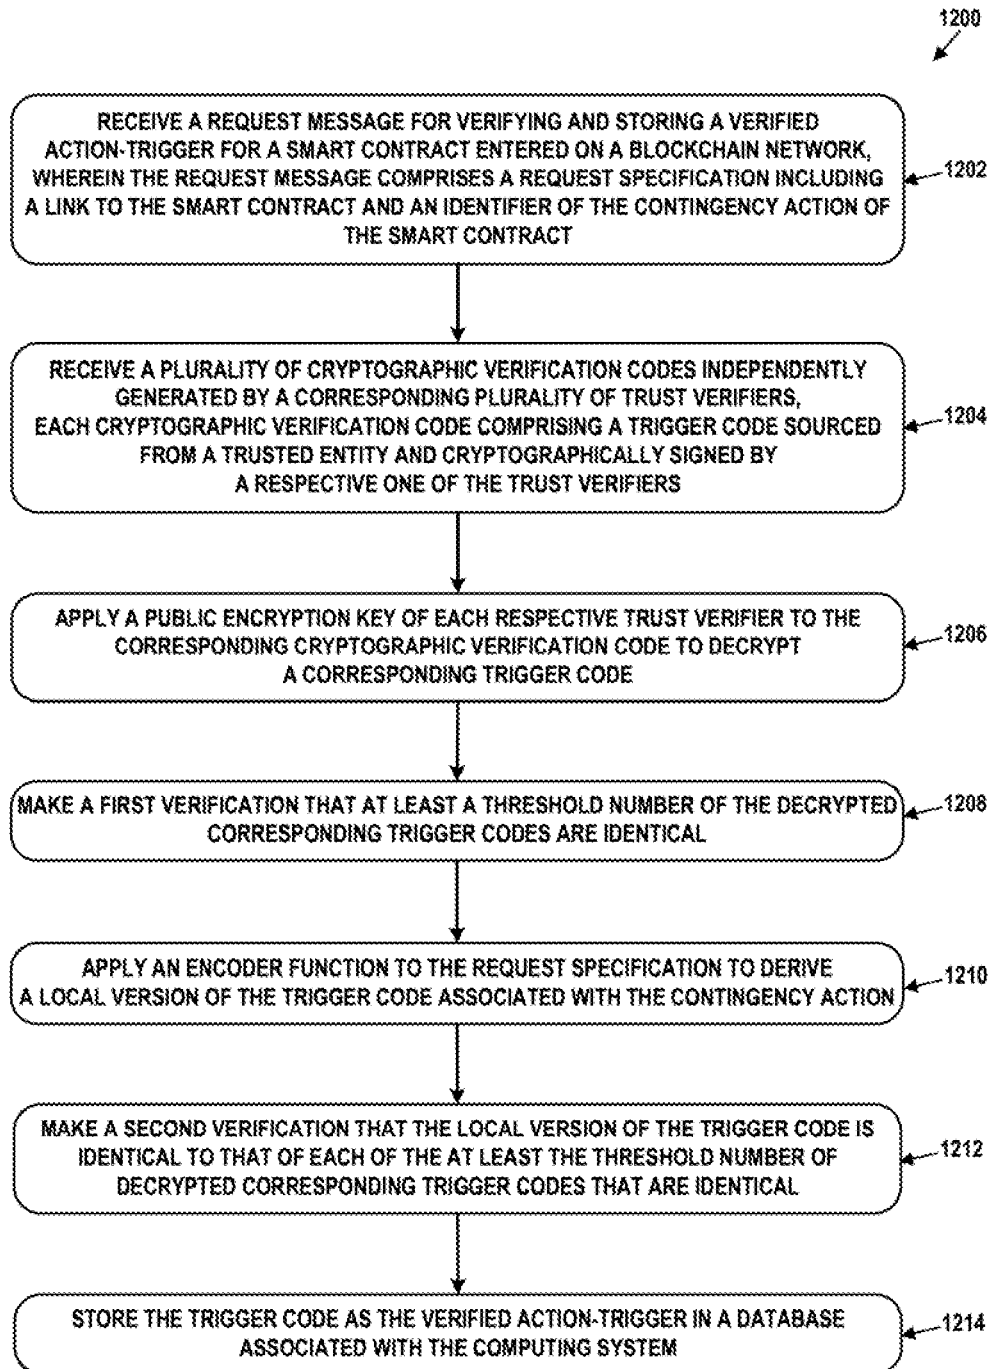 1200
RECEIVE A REQUEST MESSAGE FOR VERIFYING AND STORING A VERIFIED
ACTION-TRIGGER FOR A SMART CONTRACT ENTERED ON A BLOCKCHAIN NETWORK,
WHEREIN THE REQUEST MESSAGE COMPRISES A REQUEST SPECIFICATION INCLUDING
A LINK TO THE SMART CONTRACT AND AN IDENTIFIER OF THE CONTINGENCY ACTION OF
THE SMART CONTRACT
1202
RECEIVE A PLURALITY OF CRYPTOGRAPHIC VERIFICATION CODES INDEPENDENTLY
GENERATED BY A CORRESPONDING PLURALITY OF TRUST VERIFIERS,
EACH CRYPTOGRAPHIC VERIFICATION CODE COMPRISING A TRIGGER CODE SOURCED
FROM A TRUSTED ENTITY AND CRYPTOGRAPHICALLY SIGNED BY
A RESPECTIVE ONE OF THE TRUST VERIFIERS
1204
APPLY A PUBLIC ENCRYPTION KEY OF EACH RESPECTIVE TRUST VERIFIER TO THE
CORRESPONDING CRYPTOGRAPHIC VERIFICATION CODE TO DECRYPT
A CORRESPONDING TRIGGER CODE
1206
MAKE A FIRST VERIFICATION THAT AT LEAST A THRESHOLD NUMBER OF THE DECRYPTED
CORRESPONDING TRIGGER CODES ARE IDENTICAL
1208
APPLY AN ENCODER FUNCTION TO THE REQUEST SPECIFICATION TO DERIVE
A LOCAL VERSION OF THE TRIGGER CODE ASSOCIATED WITH THE CONTINGENCY ACTION
1210
MAKE A SECOND VERIFICATION THAT THE LOCAL VERSION OF THE TRIGGER CODE IS
IDENTICAL TO THAT OF EACH OF THE AT LEAST THE THRESHOLD NUMBER OF
DECRYPTED CORRESPONDING TRIGGER CODES THAT ARE IDENTICAL
1212
STORE THE TRIGGER CODE AS THE VERIFIED ACTION-TRIGGER IN A DATABASE
ASSOCIATED WITH THE COMPUTING SYSTEM
1214